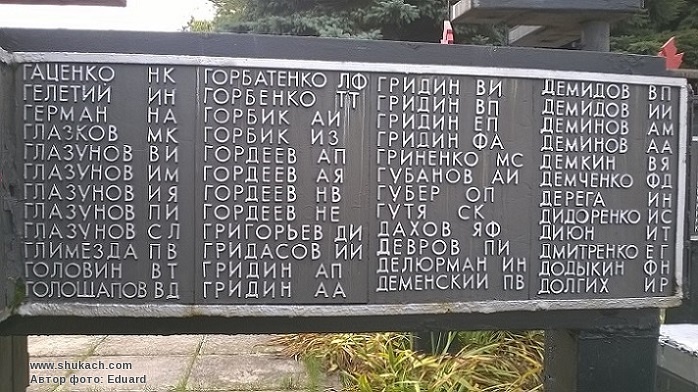 ГАЦЕНКО НК
ГЕЛЕТИЙ ИН
ГЕРМАН НА
ГЛАЗКОВ МК
ГЛАЗУНОВ ВИ
ГЛАЗУНОВ ИМ
ГЛАЗУНОВ ИЯ
ГЛАЗУНОВ ПИ
ГЛАЗУНОВ СЛ
ГЛИМЕЗДА ПВ
ГОЛОВИН ВТ
ГОЛОЩАПОВ ВД
ГОРБАТЕНКО ЛФ
ГОРБЕНКО ТТ
ГОРБИК АИ
ГОРБИК ИЗ
ГОРДЕЕВ АП
ГОРДЕЕВ АЯ
ГОРДЕЕВ НВ
ГОРДЕЕВ НЕ
ГРИГОРЬЕВ ДИ
ГРИДАСОВ ИИ
ГРИДИН АП
ГРИДИН АА
ГРИДИН ВИ
ГРИДИН ВП
ГРИДИН ЕП
ГРИДИН ФА
ГРИНЕНКО МС
ГУБАНОВ АИ
ГУБЕР ОП
ГУТЯ СК
ДАХОВ ЯФ
ДЕВРОВ ПИ
ДЕЛЮРМАН ИН
ДЕМЕНСКИЙ ПВ
ДЕМИДОВ ВП
ДЕМИДОВ ИИ
ДЕМИНОВ АМ
ДЕМИНОВ АА
ДЕМКИН ВЯ
ДЕМЧЕНКО ФД
ДЕРЕГА ИН
ДИДОРЕНКО ИС
ДИЮН ИТ
ДМИТРЕНКО ЕГ
ДОДЫКИН ФН
ДОЛГИХ ИР
www.shukach.com
Автор фото: Eduard